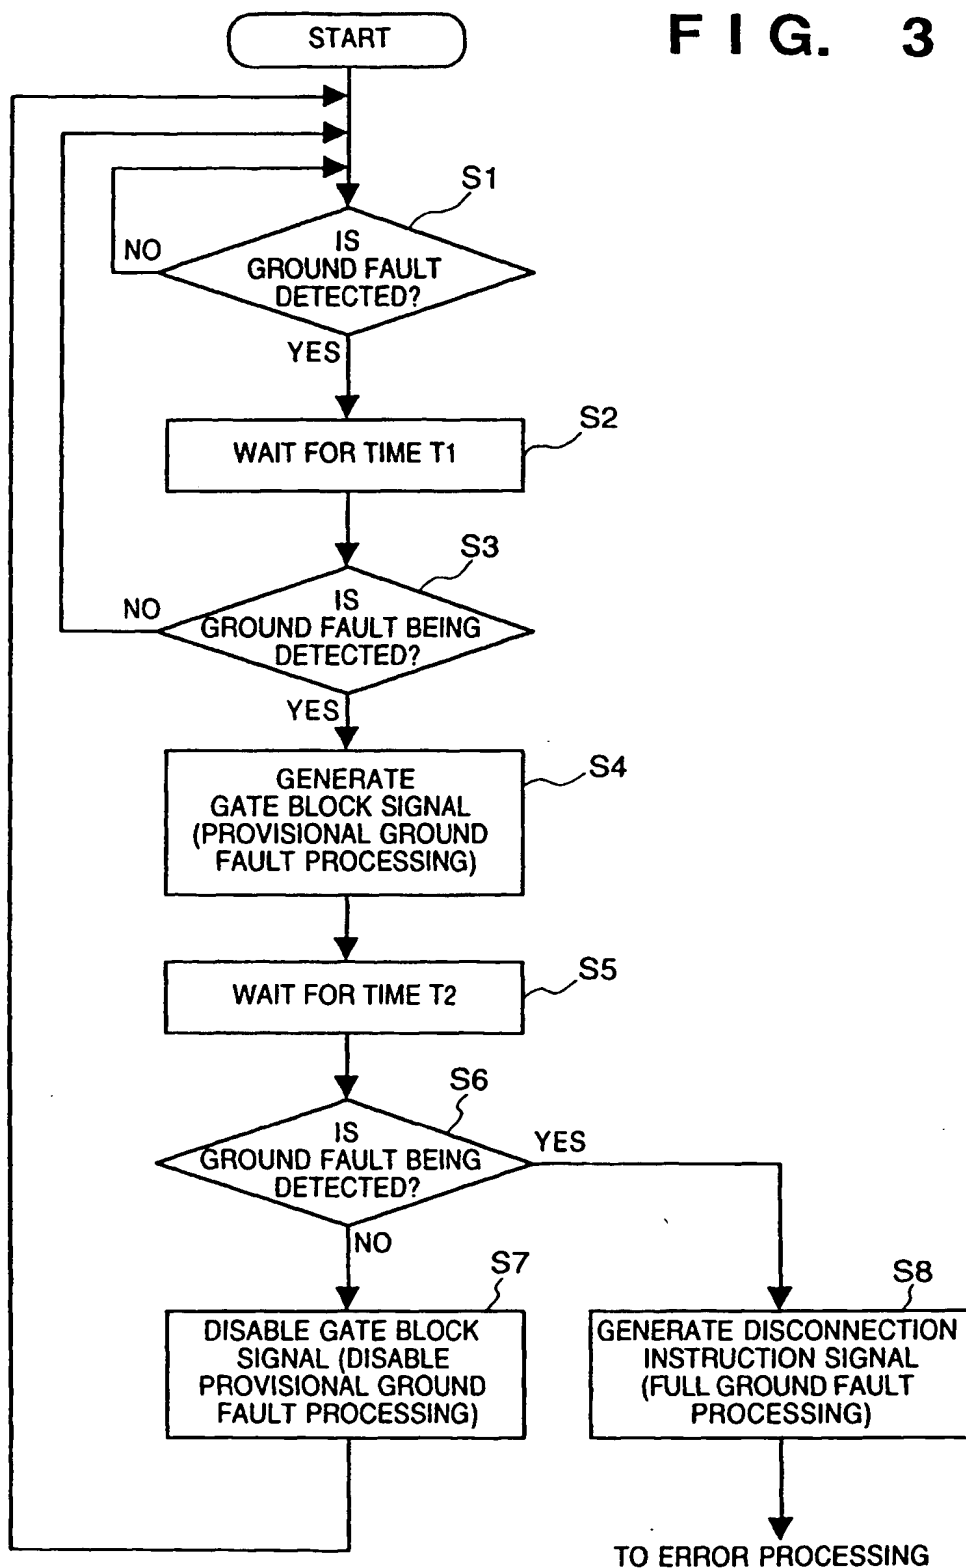 START
FIG. 3
S1
NO
IS
GROUND FAULT
DETECTED?
YES
S2
WAIT FOR TIME T1
S3
NO
IS
GROUND FAULT BEING
DETECTED?
YES
S4
GENERATE
GATE BLOCK SIGNAL
(PROVISIONAL GROUND
FAULT PROCESSING)
S5
WAIT FOR TIME T2
S6
IS
GROUND FAULT BEING
DETECTED?
YES
NO
S7
DISABLE GATE BLOCK
SIGNAL (DISABLE
PROVISIONAL GROUND
FAULT PROCESSING)
S8
GENERATE DISCONNECTION
INSTRUCTION SIGNAL
(FULL GROUND FAULT
PROCESSING)
TO ERROR PROCESSING